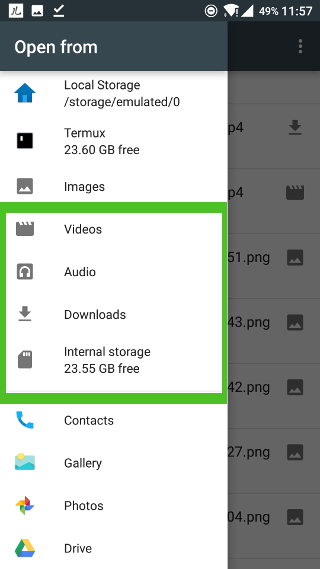 49% 11:57
Open from
Local Storage
/storage/emulated/0
Termux
23.60 GB free
Images
Videos
Audio
Downloads
Internal storage
23.55 GB free
Contacts
Gallery
Photos
Drive
p4
p4
51.png
43.png
42.png
27.png
04.png